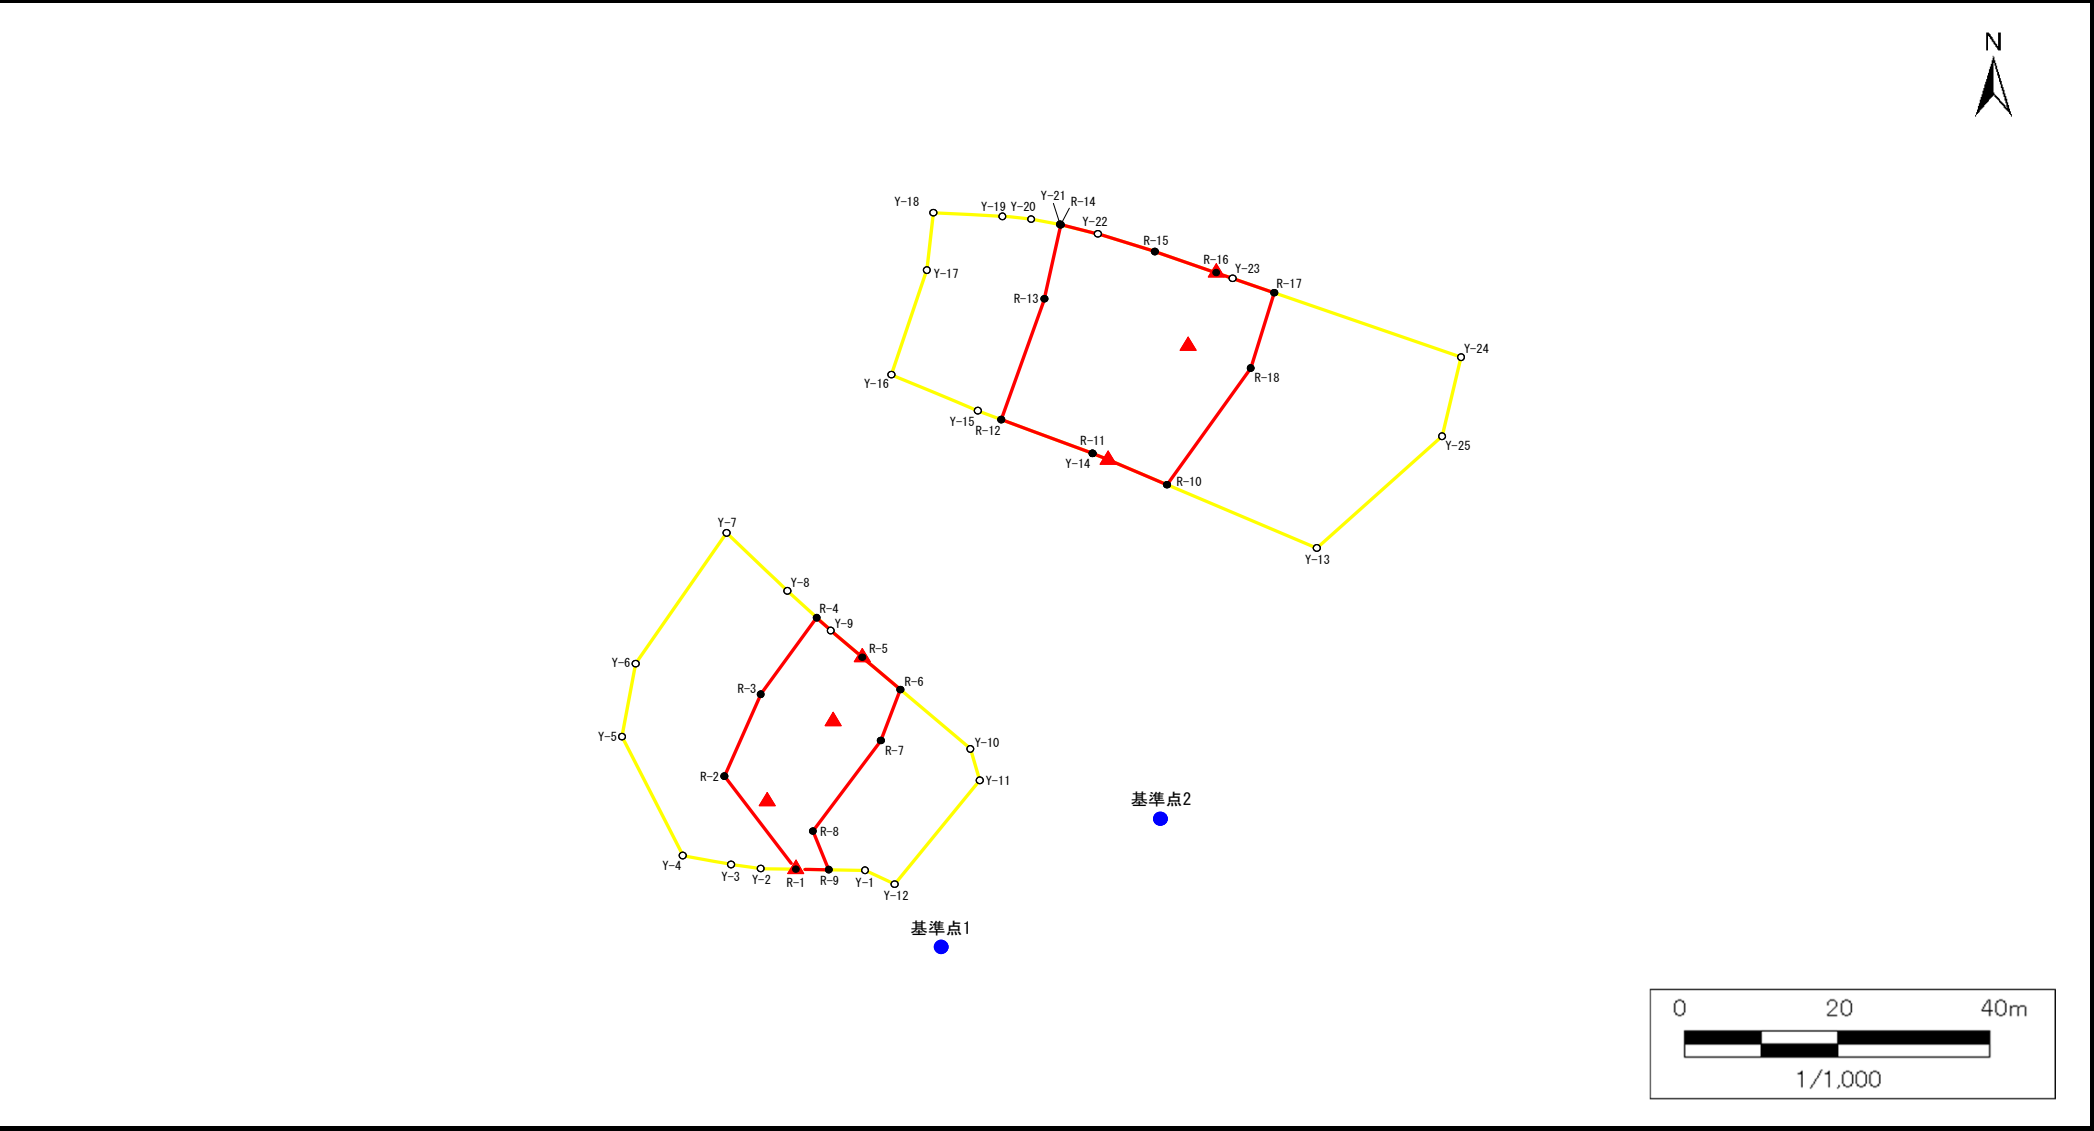 N
Y-21
R-14
Y-18
Y-19
Y-20
Y-22
R-15
R-16
Y-23
R-17
Y-17
R-13
Y-24
Y-16
R-18
Y-15
R-12
R-11
Y-14
Y-25
R-10
Y-13
Y-7
Y-8
R-4
Y-9
R-5
Y-6
R-3
R-6
Y-5
R-7
Y-10
R-2
Y-11
基準点2
R-8
Y-4
Y-3
Y-2
R-1
R-9
Y-1
Y-12
基準点1
0 20 40m
1/1,000